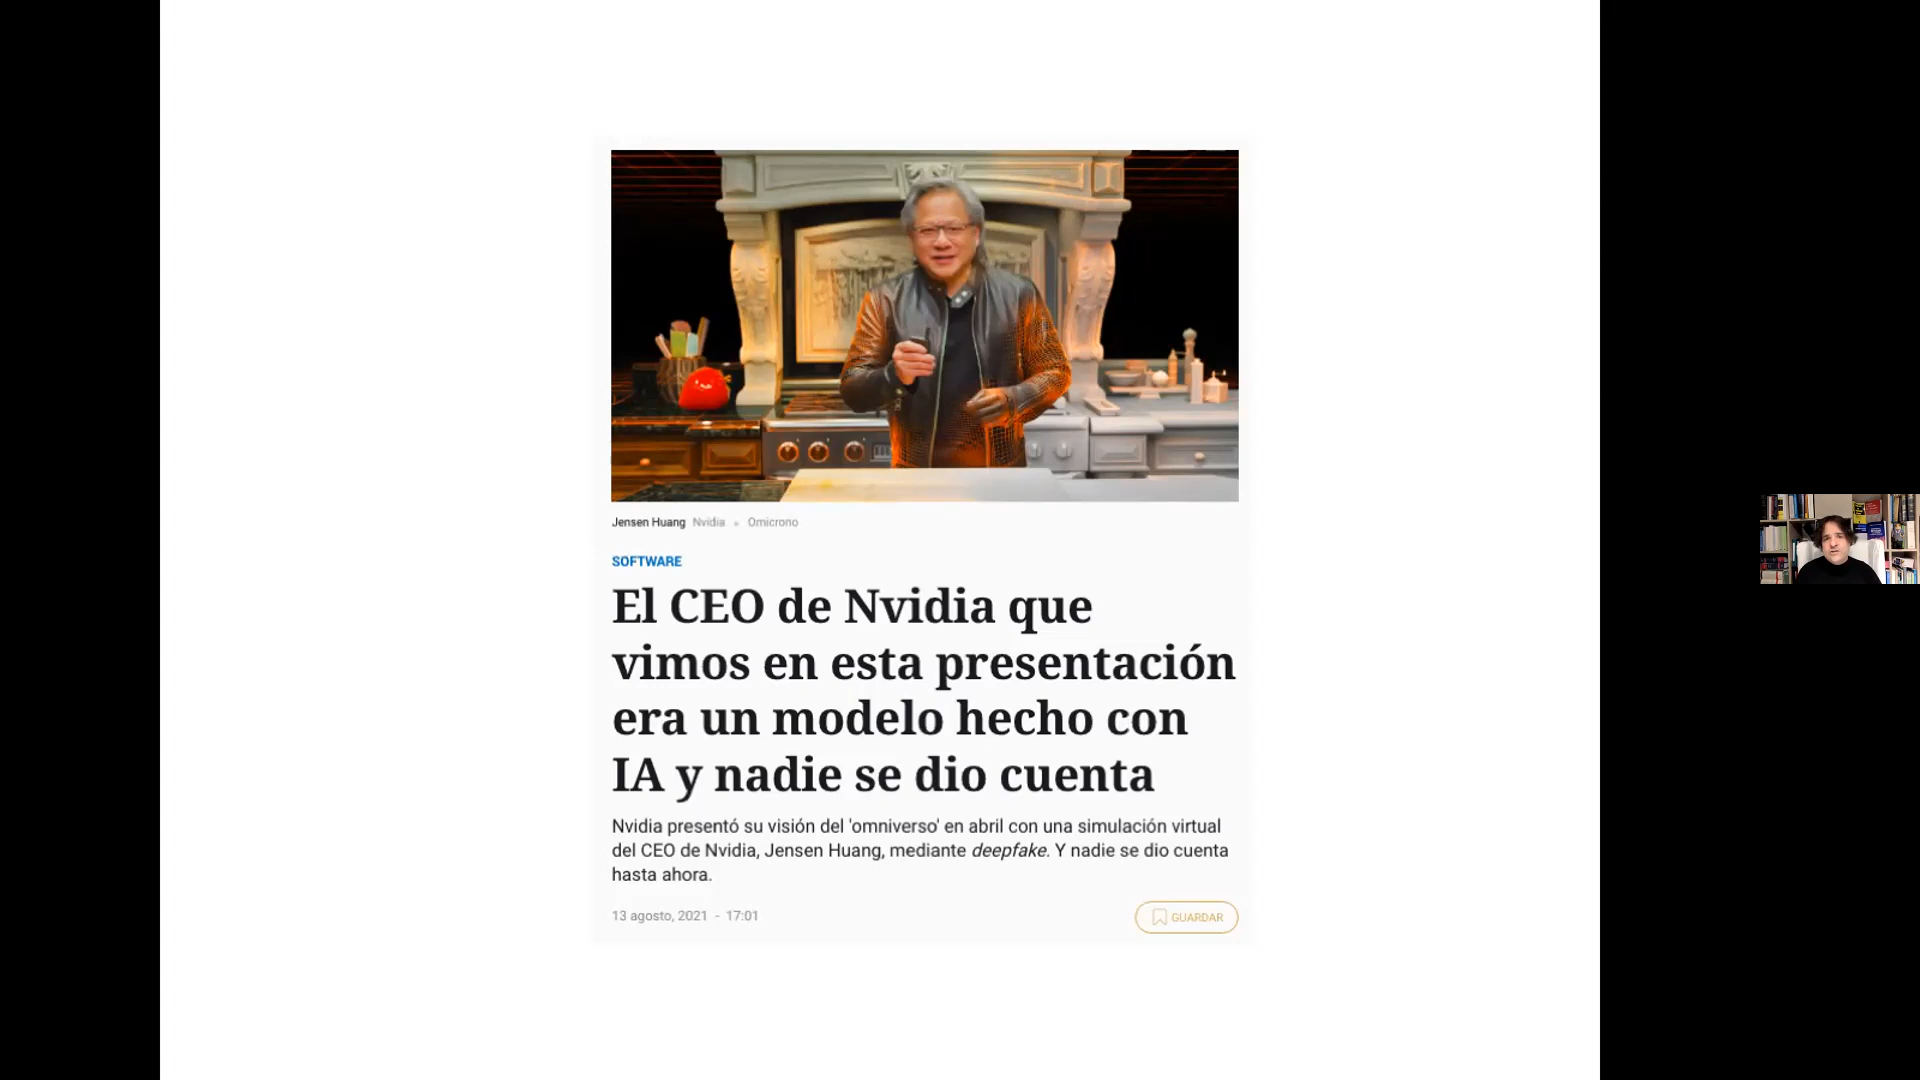 Jensen Huang Nvidia Omicrono
SOFTWARE
El CEO de Nvidia que
vimos en esta presentación
era un modelo hecho con
IA y nadie se dio cuenta
Nvidia presentó su visión del 'omniverso' en abril con una simulación virtual
del CEO de Nvidia, Jensen Huang, mediante deepfake. Y nadie se dio cuenta
hasta ahora.
13 agosto, 2021 - 17:01
GUARDAR